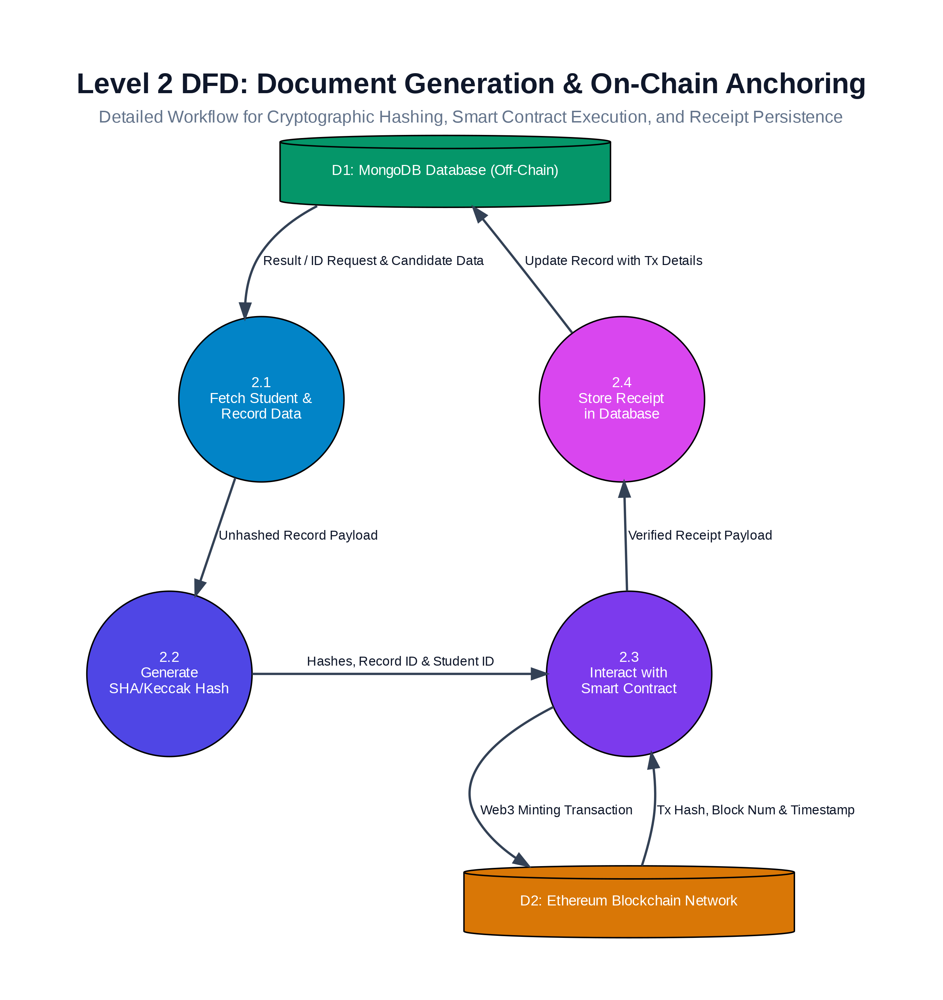 Level 2 DFD: Document Generation & On-Chain Anchoring
Detailed Workflow for Cryptographic Hashing, Smart Contract Execution, and Receipt Persistence
D1: MongoDB Database (Off-Chain)
Result / ID Request & Candidate Data
Update Record with Tx Details
2.1
Fetch Student &
Record Data
2.4
Store Receipt
in Database
Unhashed Record Payload
Verified Receipt Payload
2.2
Generate
SHA/Keccak Hash
Hashes, Record ID & Student ID
2.3
Interact with
Smart Contract
Web3 Minting Transaction
Tx Hash, Block Num & Timestamp
D2: Ethereum Blockchain Network